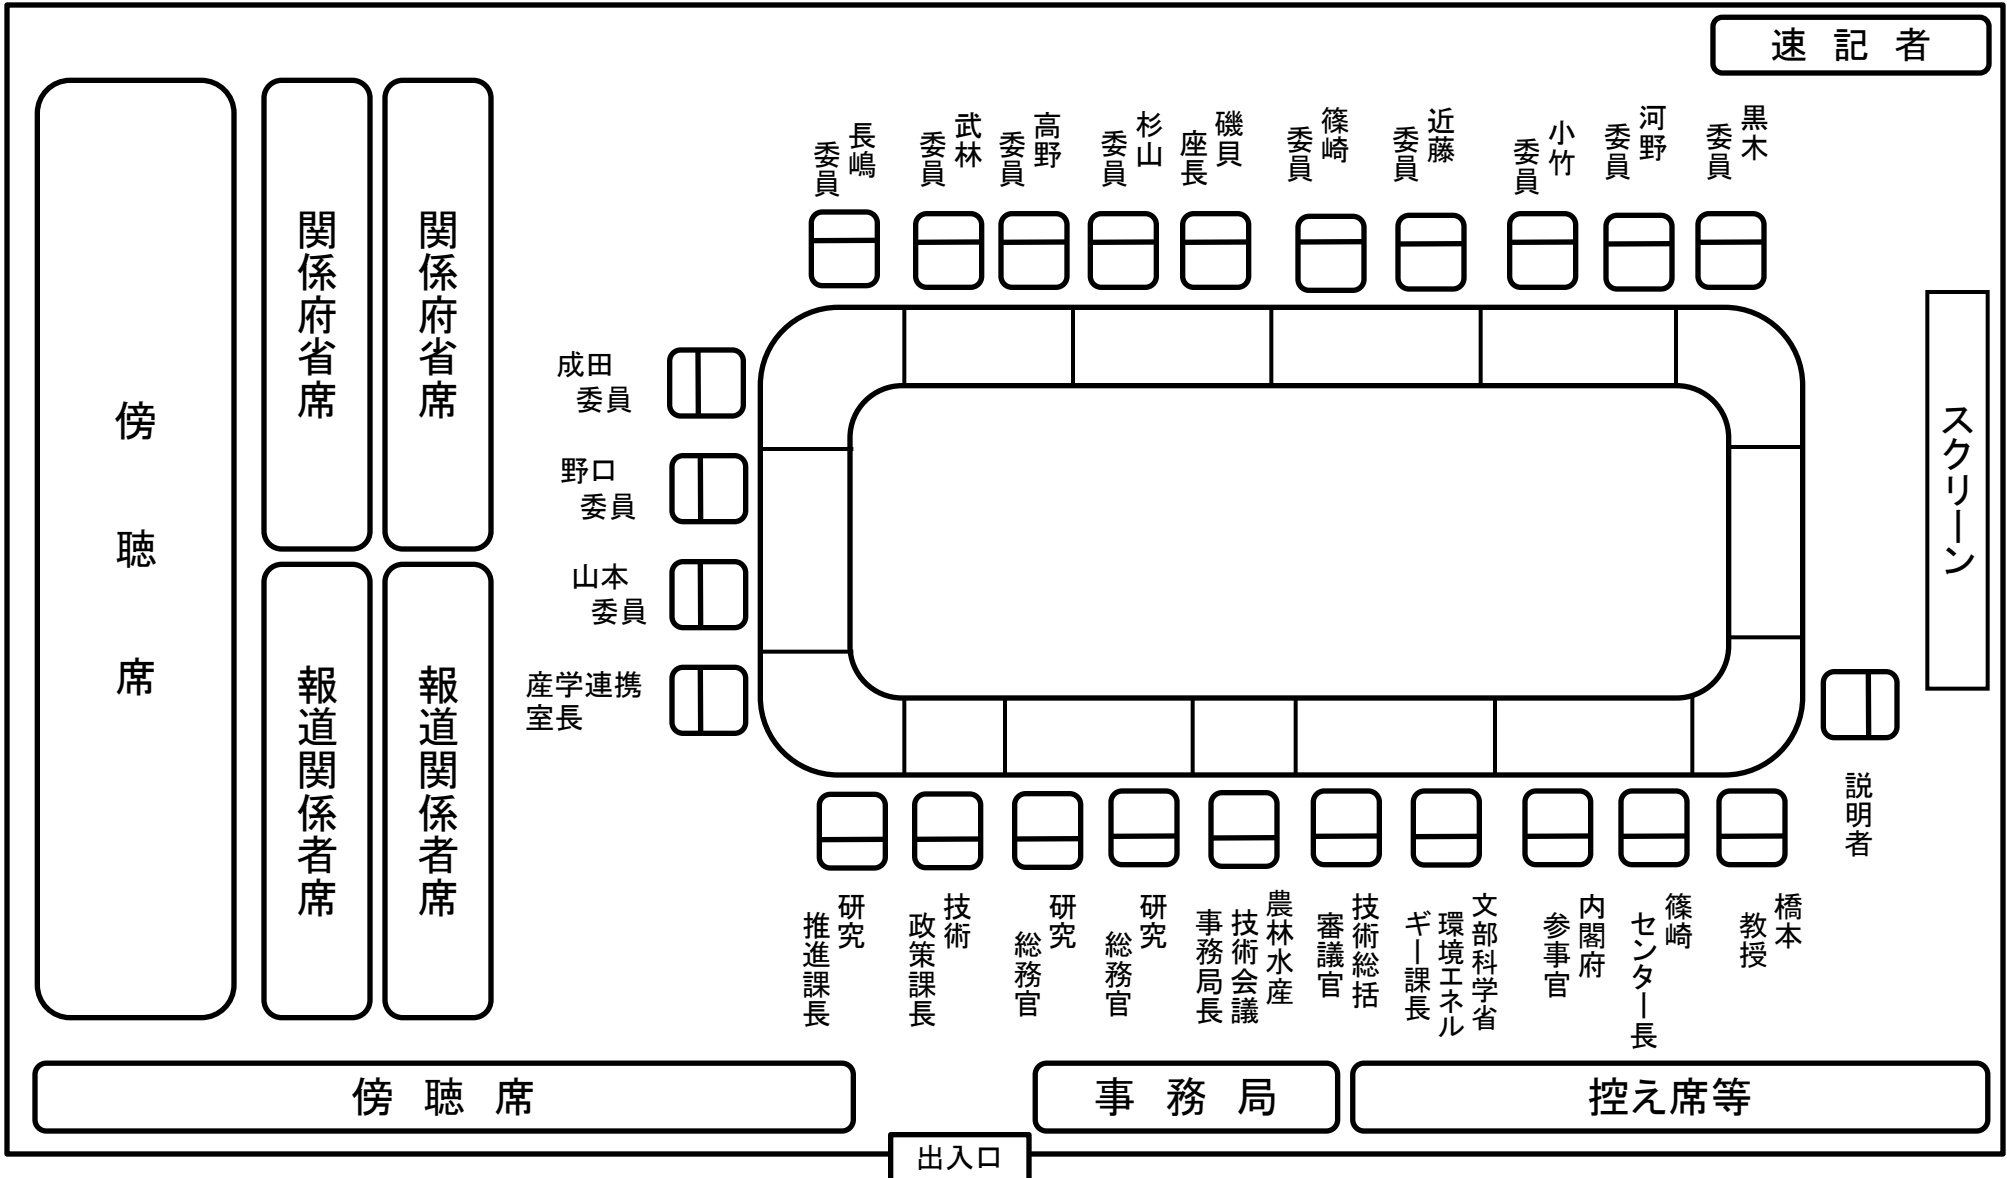 速記者
長嶋
委員
武林
委員
高野
委員
杉山
委員
磯貝
座長
篠崎
委員
近藤
委員
小竹
委員
河野
委員
黒木
委員
傍聴席
関係府省席
関係府省席
報道関係者席
報道関係者席
成田
委員
野口
委員
山本
委員
産学連携
室長
スクリーン
説明者
研究
推進課長
技術
政策課長
研究
総務官
研究
総務官
農林水産
技術会議
事務局長
技術総括
審議官
文部科学省
環境エネル
ギー課長
内閣府
参事官
篠崎
センター長
橋本
教授
傍聴席
事務局
控え席等
出入口